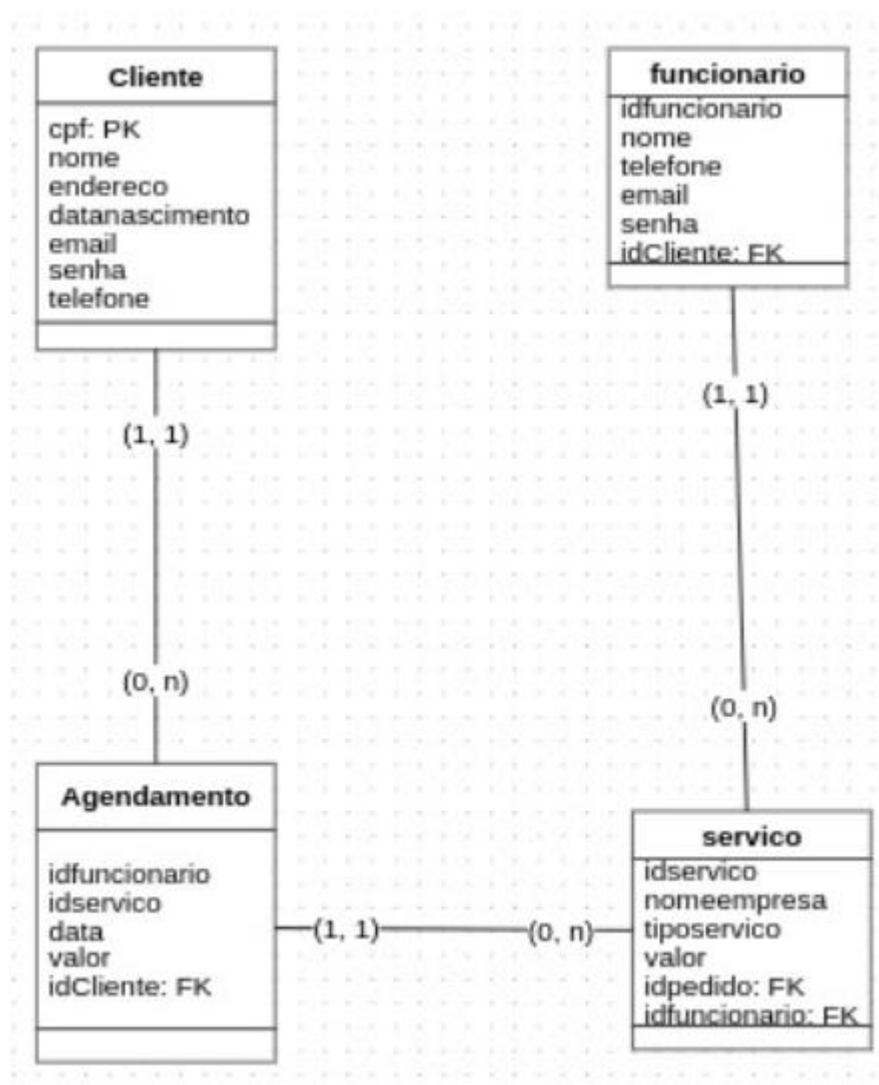 Cliente
cpf: PK
nome
endereco
datanascimento
email
senha
telefone
funcionario
idfuncionario
nome
telefone
email
senha
idCliente: FK
(1, 1)
(1, 1)
(0, n)
(0, n)
Agendamento
idfuncionario
idservico
data
valor
idCliente: FK
(1, 1)
(0, n)
servico
idservico
nomeempresa
tiposervico
valor
idpedido: FK
idfuncionario: FK